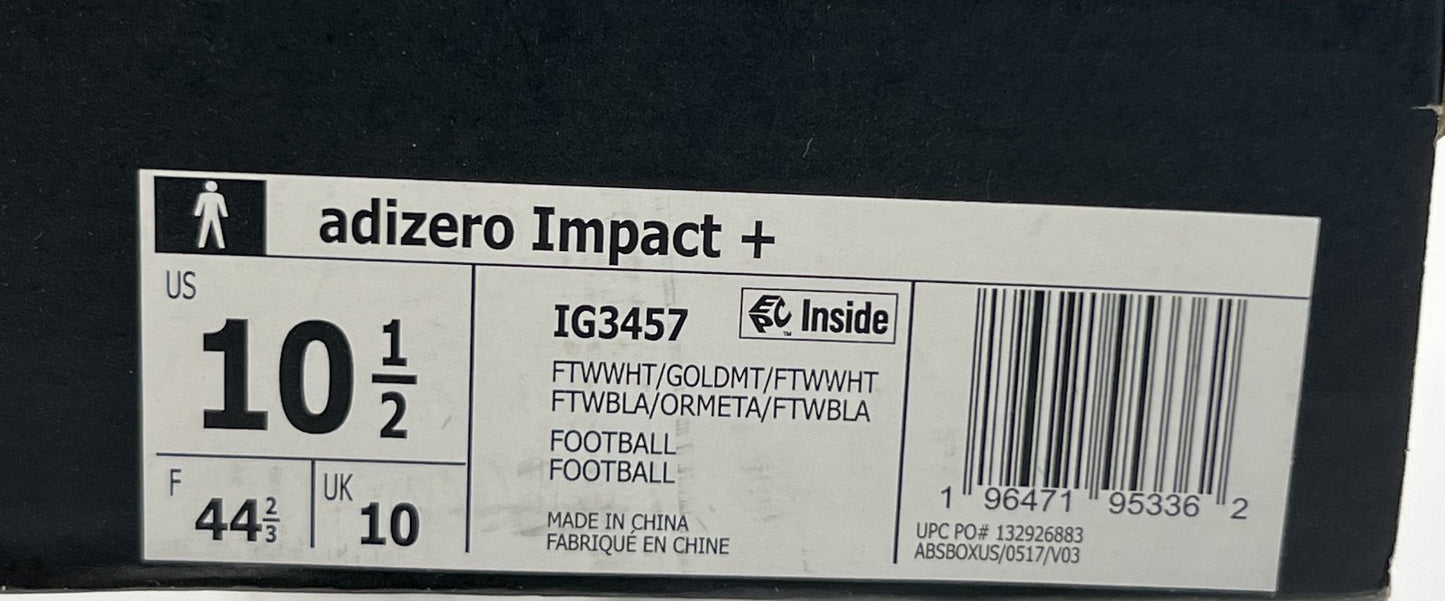 adizero Impact +
US
10 1/2
F
44 2/3
UK
10
IG3457
EPC Inside
FTWWHT/GOLDMT/FTWWHT
FTWBLA/ORMETA/FTWBLA
FOOTBALL
FOOTBALL
MADE IN CHINA
FABRIQUÉ EN CHINE
1 96471 95336 2
UPC PO# 132926883
ABSBOXUS/0517/V03